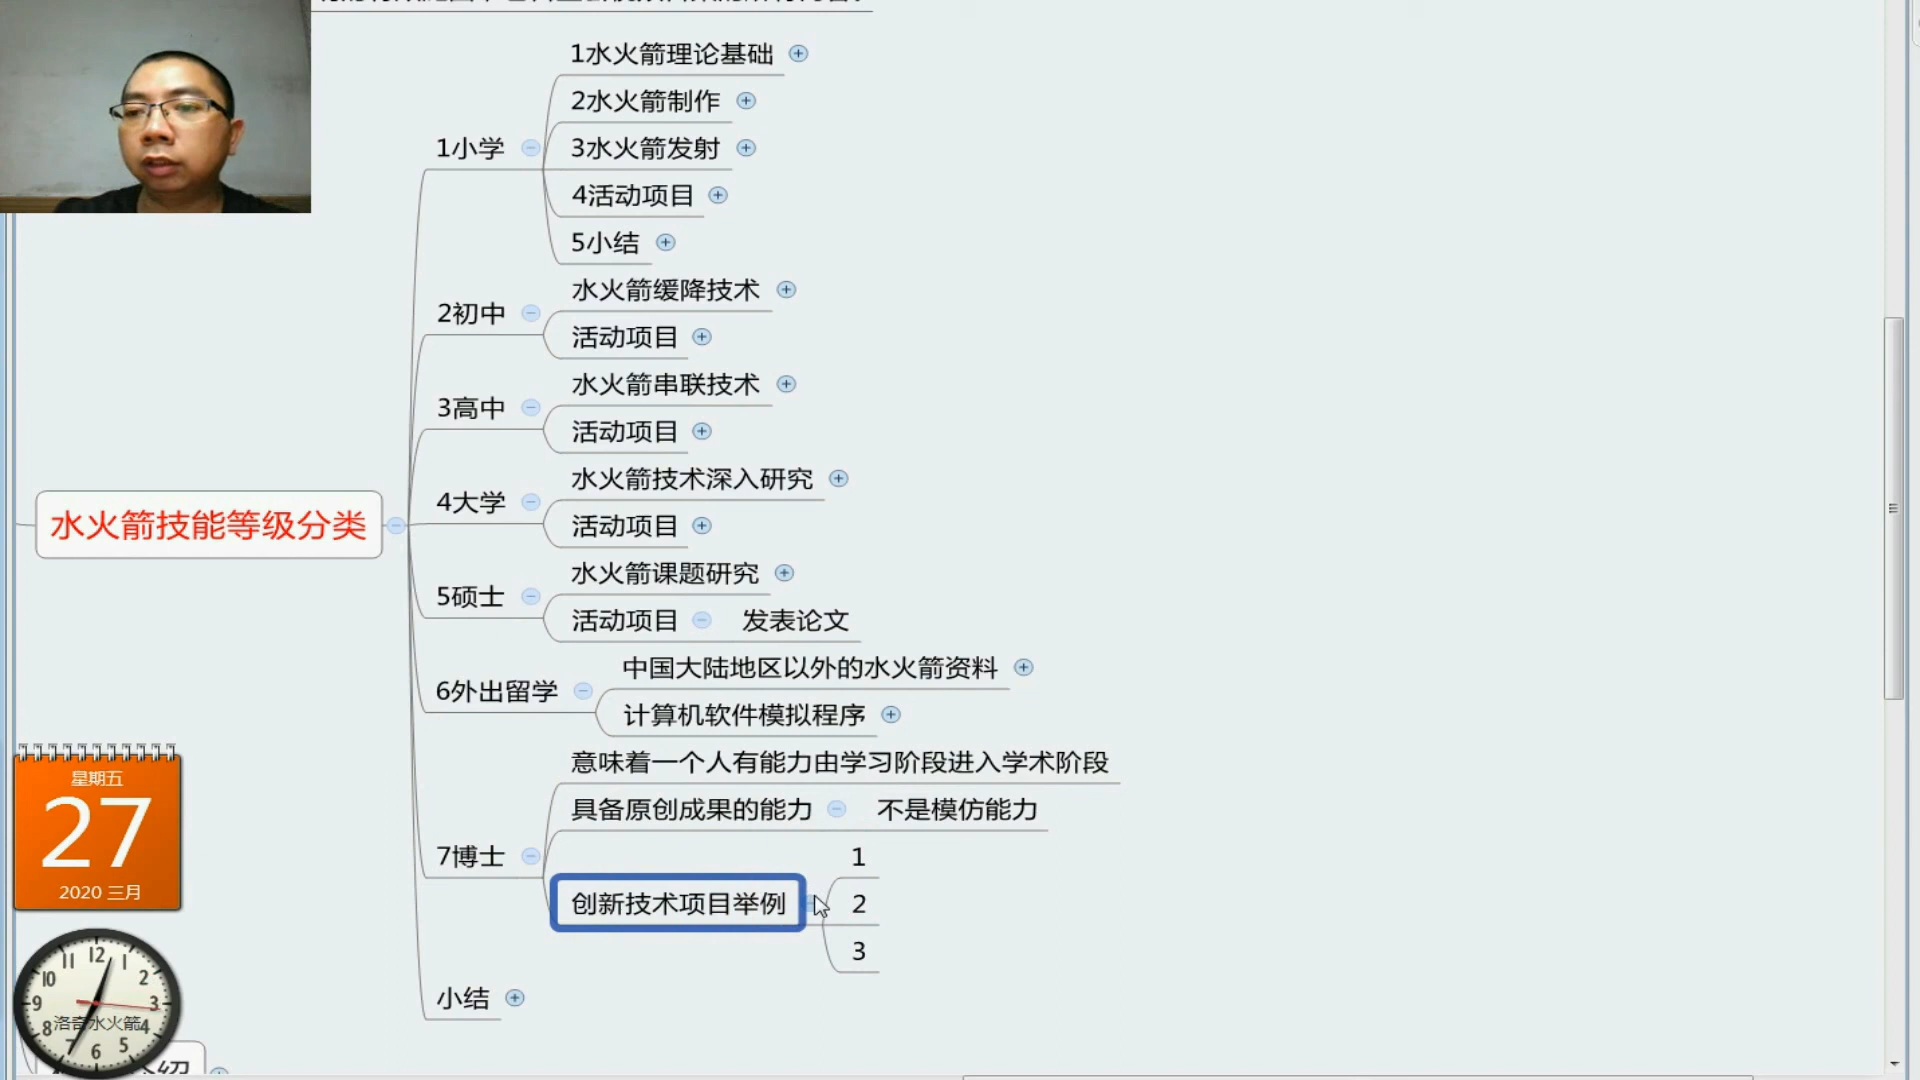 1水火箭理论基础
2水火箭制作
1小学
3水火箭发射
4活动项目
5小结
水火箭缓降技术
2初中
活动项目
水火箭串联技术
3高中
活动项目
水火箭技术深入研究
4大学
活动项目
水火箭技能等级分类
水火箭课题研究
5硕士
活动项目 发表论文
中国大陆地区以外的水火箭资料
6外出留学
计算机软件模拟程序
意味着一个人有能力由学习阶段进入学术阶段
具备原创成果的能力 不是模仿能力
7博士
创新技术项目举例
1
2
3
小结
星期五
27
2020 三月
12
1
2
3
4
5
6
7
8
9
10
11
洛奇水火箭